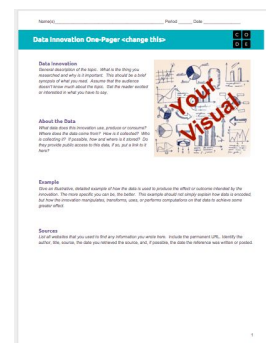 Name(s) Period Date
Data Innovation One-Pager <change this>
C O
D E
Data Innovation
General description of the topic. What is the thing you
researched and why is it important. This should be a brief
synopsis of what you read. Assume that the audience
doesn't know much about the topic. Get the reader excited
or interested in what you have to say.
Your
Visual
About the Data
What data does this innovation use, produce or consume?
Where does the data come from? How is it collected? Who
is collecting it? If possible, how and where is it stored? Do
they provide public access to this data, if so, put a link to it
here?
Example
Give an illustrative, detailed example of how the data is used to produce the effect or outcome intended by the
innovation. The more specific you can be, the better. This example should not simply explain how data is encoded,
but how the innovation manipulates, transforms, uses, or performs computations on that data to achieve some
greater effect.
Sources
List all websites that you used to find any information you wrote here. Include the permanent URL. Identify the
author, title, source, the date you retrieved the source, and, if possible, the date the reference was written or posted.
1